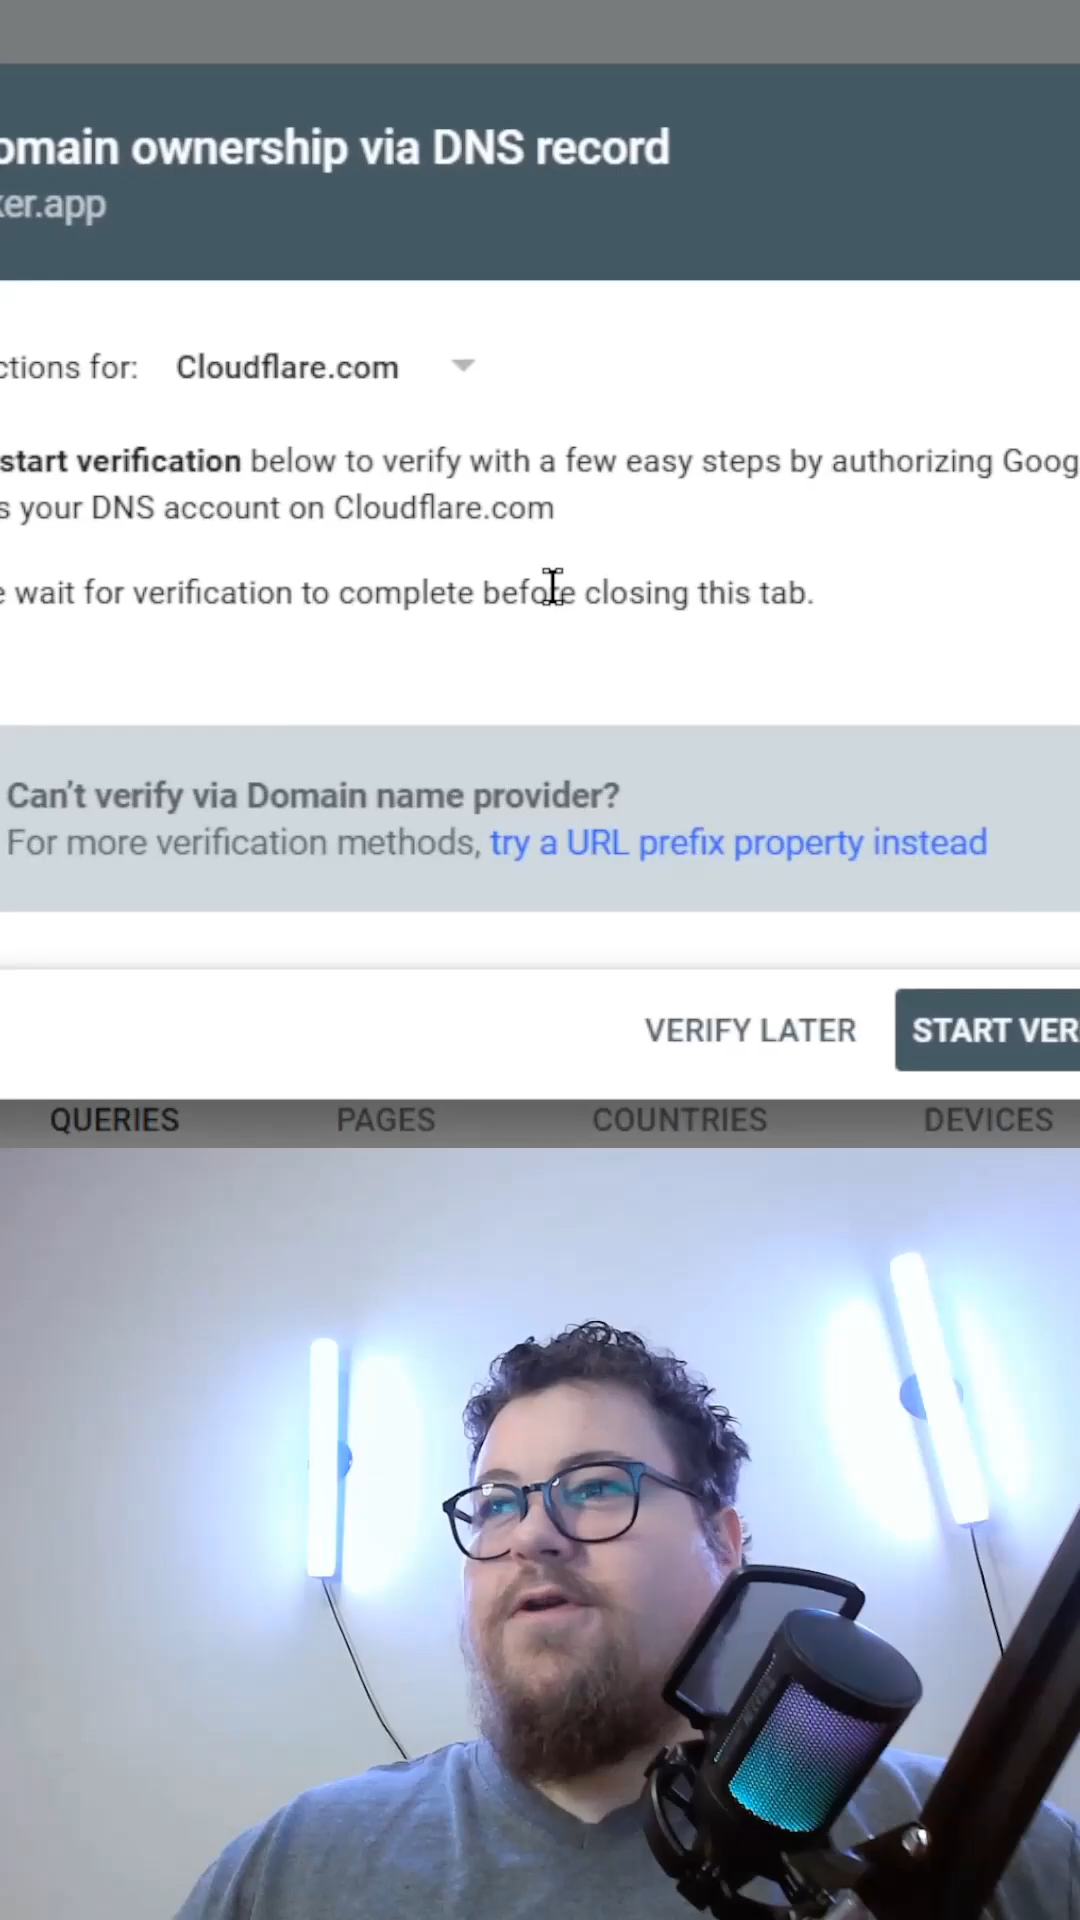 omain ownership via DNS record
ker.app
ctions for: Cloudflare.com
start verification below to verify with a few easy steps by authorizing Goog
s your DNS account on Cloudflare.com
e wait for verification to complete before closing this tab.
Can't verify via Domain name provider?
For more verification methods, try a URL prefix property instead
VERIFY LATER START VER
QUERIES PAGES COUNTRIES DEVICES